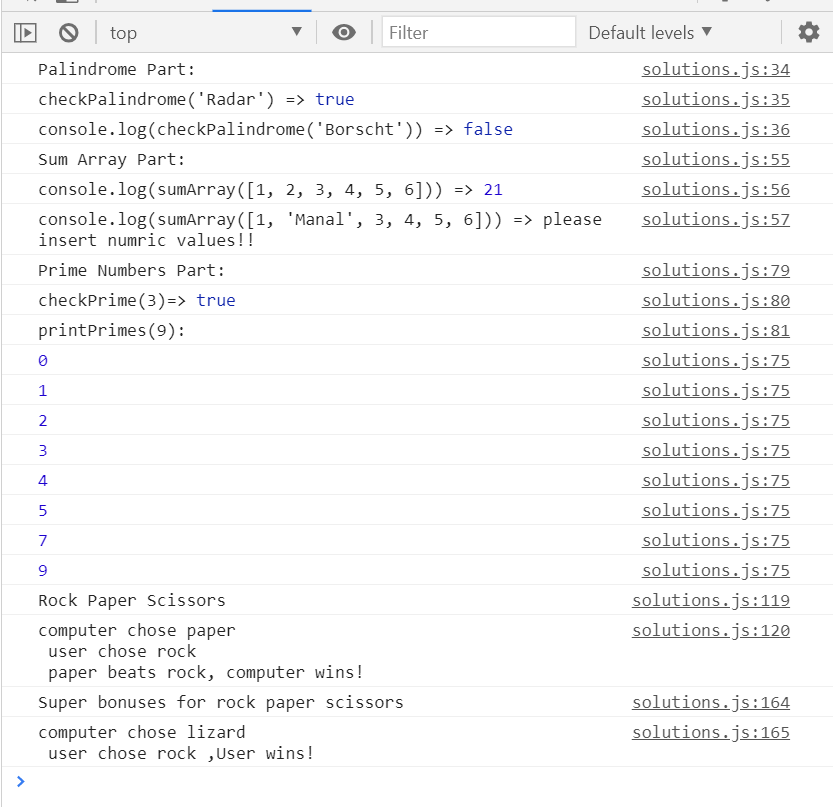 top
Filter
Default levels
Palindrome Part: solutions.js:34
checkPalindrome('Radar') => true solutions.js:35
console.log(checkPalindrome('Borscht')) => false solutions.js:36
Sum Array Part: solutions.js:55
console.log(sumArray([1, 2, 3, 4, 5, 6])) => 21 solutions.js:56
console.log(sumArray([1, 'Manal', 3, 4, 5, 6])) => please solutions.js:57
insert numric values!!
Prime Numbers Part: solutions.js:79
checkPrime(3)=> true solutions.js:80
printPrimes(9): solutions.js:81
0 solutions.js:75
1 solutions.js:75
2 solutions.js:75
3 solutions.js:75
4 solutions.js:75
5 solutions.js:75
7 solutions.js:75
9 solutions.js:75
Rock Paper Scissors solutions.js:119
computer chose paper solutions.js:120
user chose rock
paper beats rock, computer wins!
Super bonuses for rock paper scissors solutions.js:164
computer chose lizard solutions.js:165
user chose rock ,User wins!